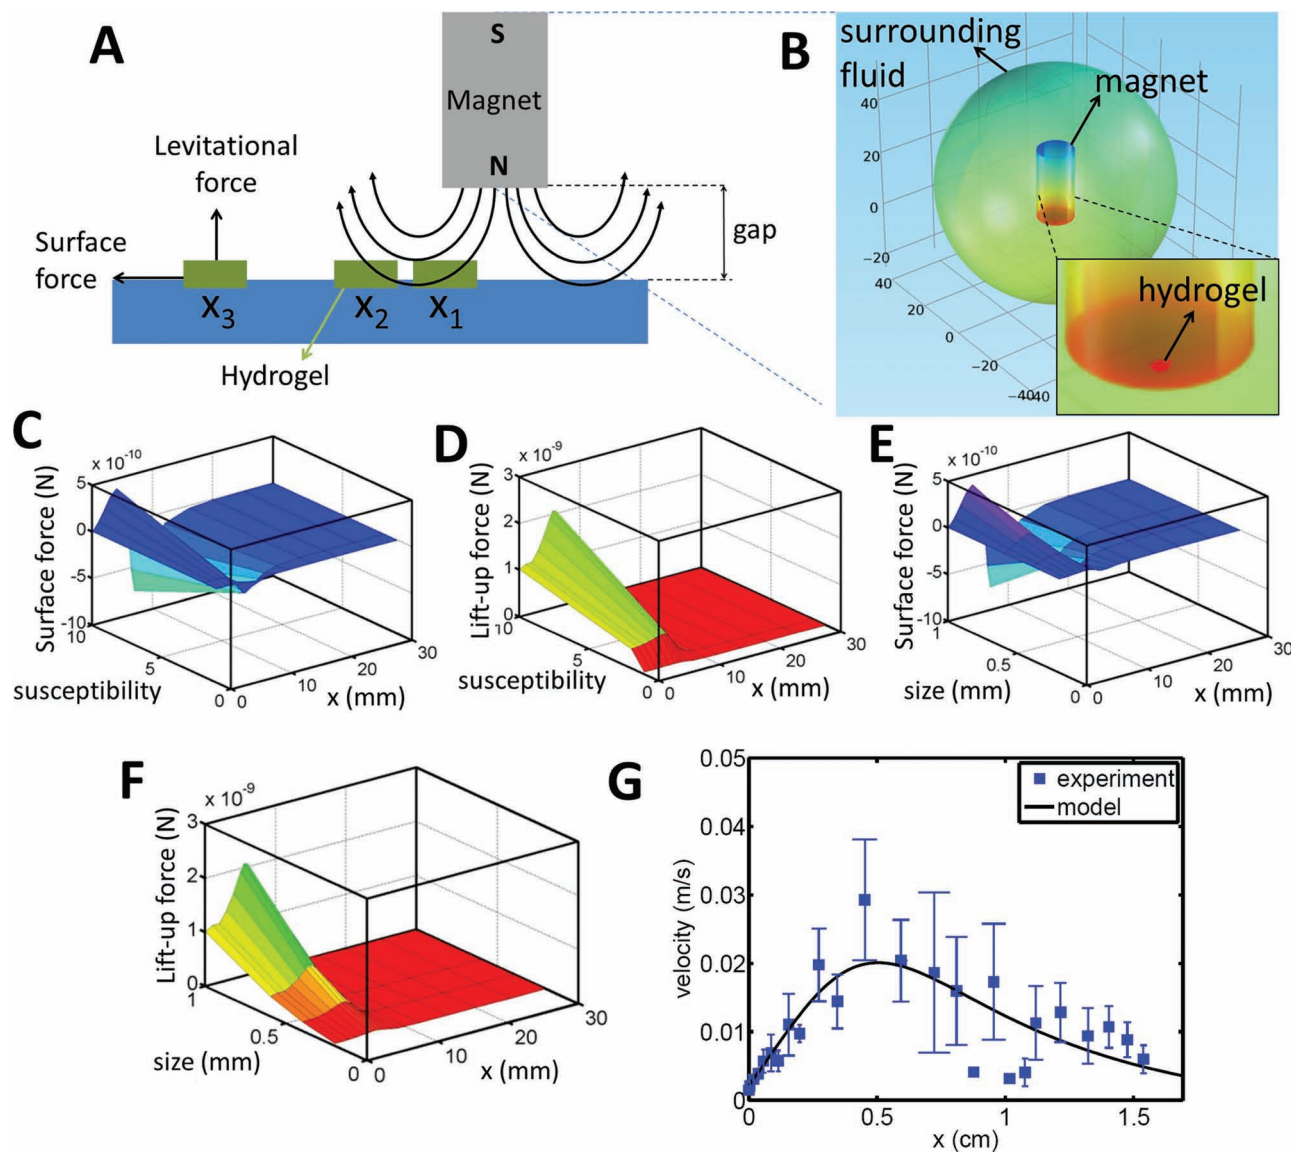 A
S
Magnet
N
Levitational
force
Surface
force
gap
X3
X2
X1
Hydrogel
B
surrounding
fluid
magnet
hydrogel
40
20
0
−20
40
20
0
−20
−40
40
C
x 10-10
Surface force (N)
5
0
-5
-10
10
5
0
0
10
20
30
susceptibility
x (mm)
D
x 10-9
Lift-up force (N)
3
2
1
0
10
5
0
0
10
20
30
susceptibility
x (mm)
E
x 10-10
Surface force (N)
5
0
-5
-10
1
0.5
0
0
10
20
30
size (mm)
x (mm)
F
x 10-9
Lift-up force (N)
3
2
1
0
1
0.5
0
0
10
20
30
size (mm)
x (mm)
G
velocity (m/s)
0.05
0.04
0.03
0.02
0.01
0
0
0.5
1
1.5
x (cm)
experiment
model